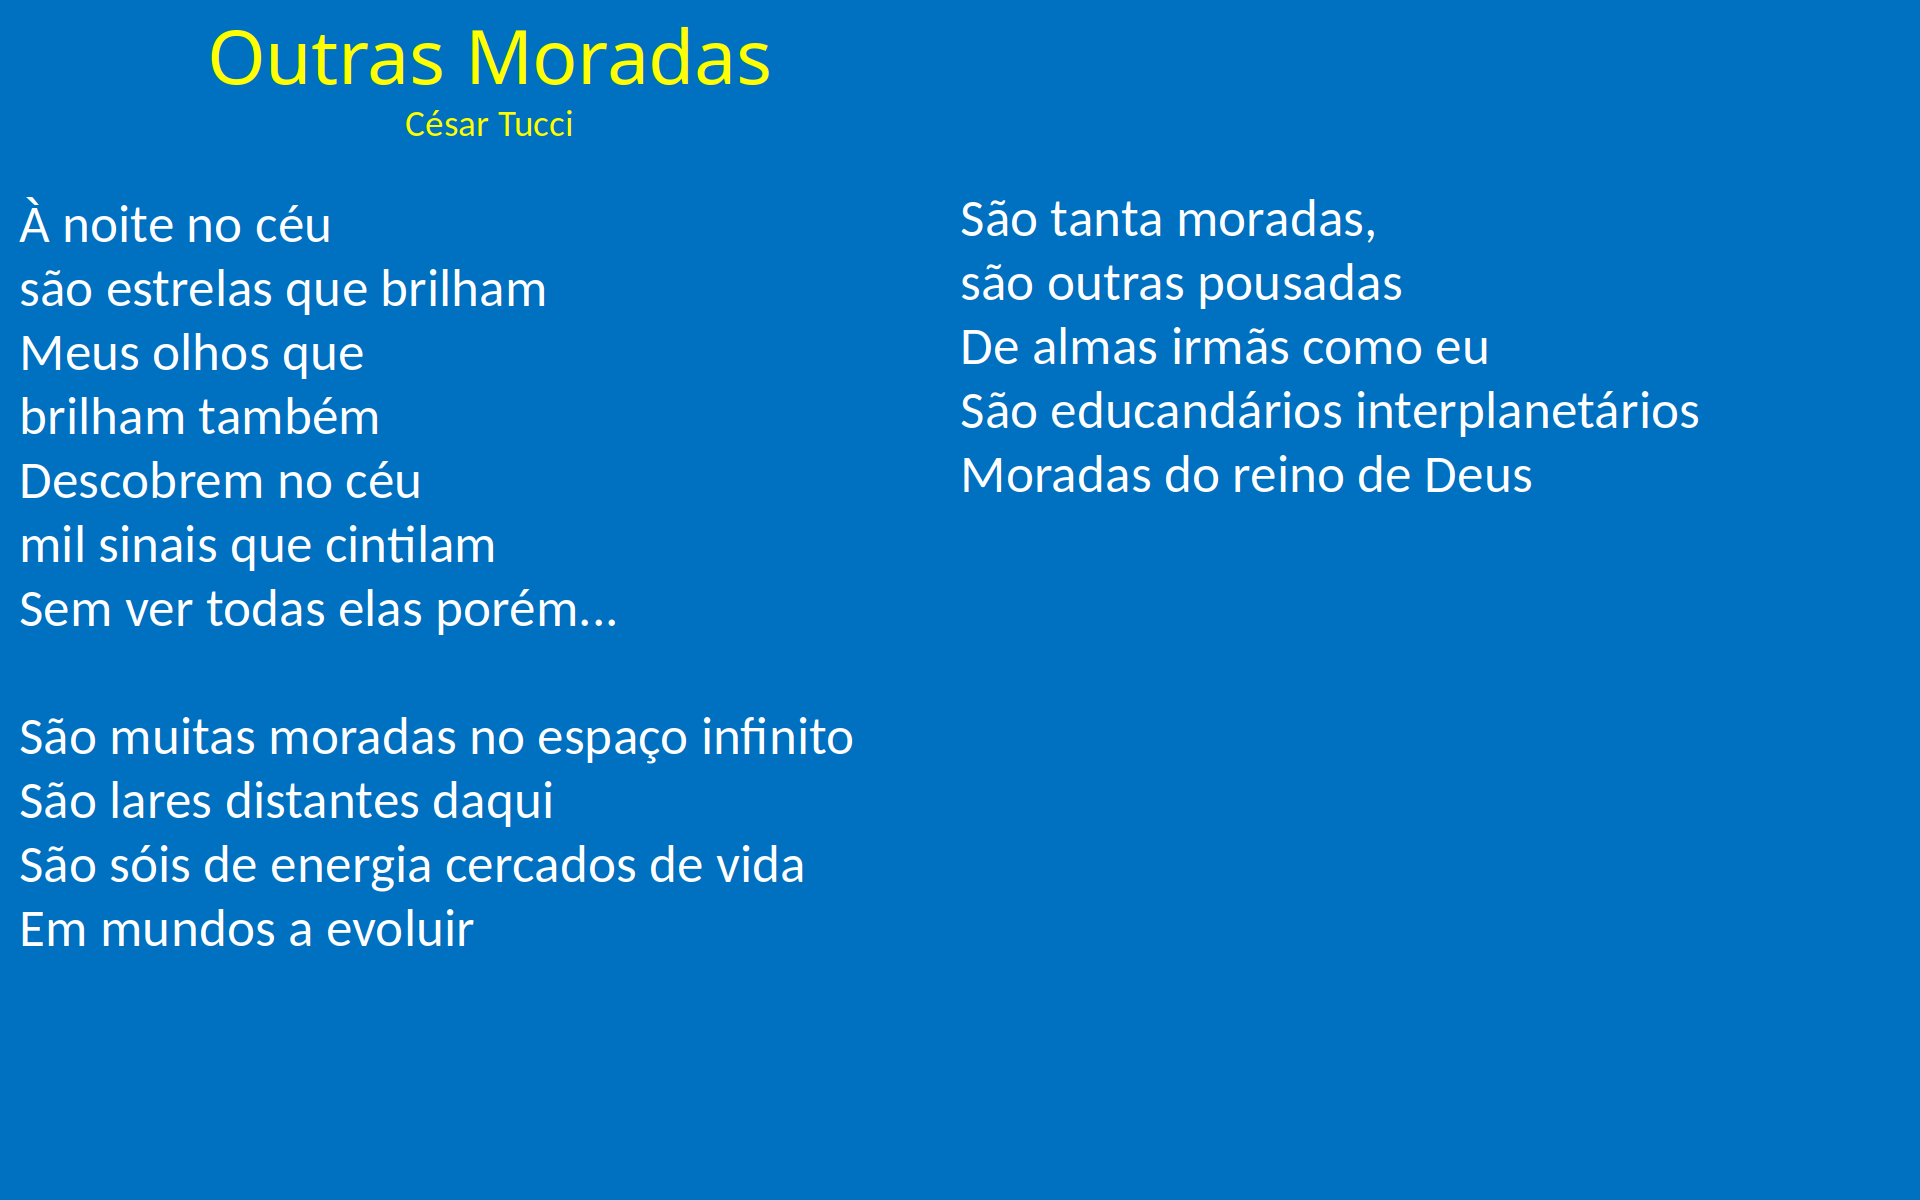 Outras Moradas
César Tucci
À noite no céu
são estrelas que brilham
Meus olhos que
brilham também
Descobrem no céu
mil sinais que cintilam
Sem ver todas elas porém...
São muitas moradas no espaço infinito
São lares distantes daqui
São sóis de energia cercados de vida
Em mundos a evoluir
São tanta moradas,
são outras pousadas
De almas irmãs como eu
São educandários interplanetários
Moradas do reino de Deus